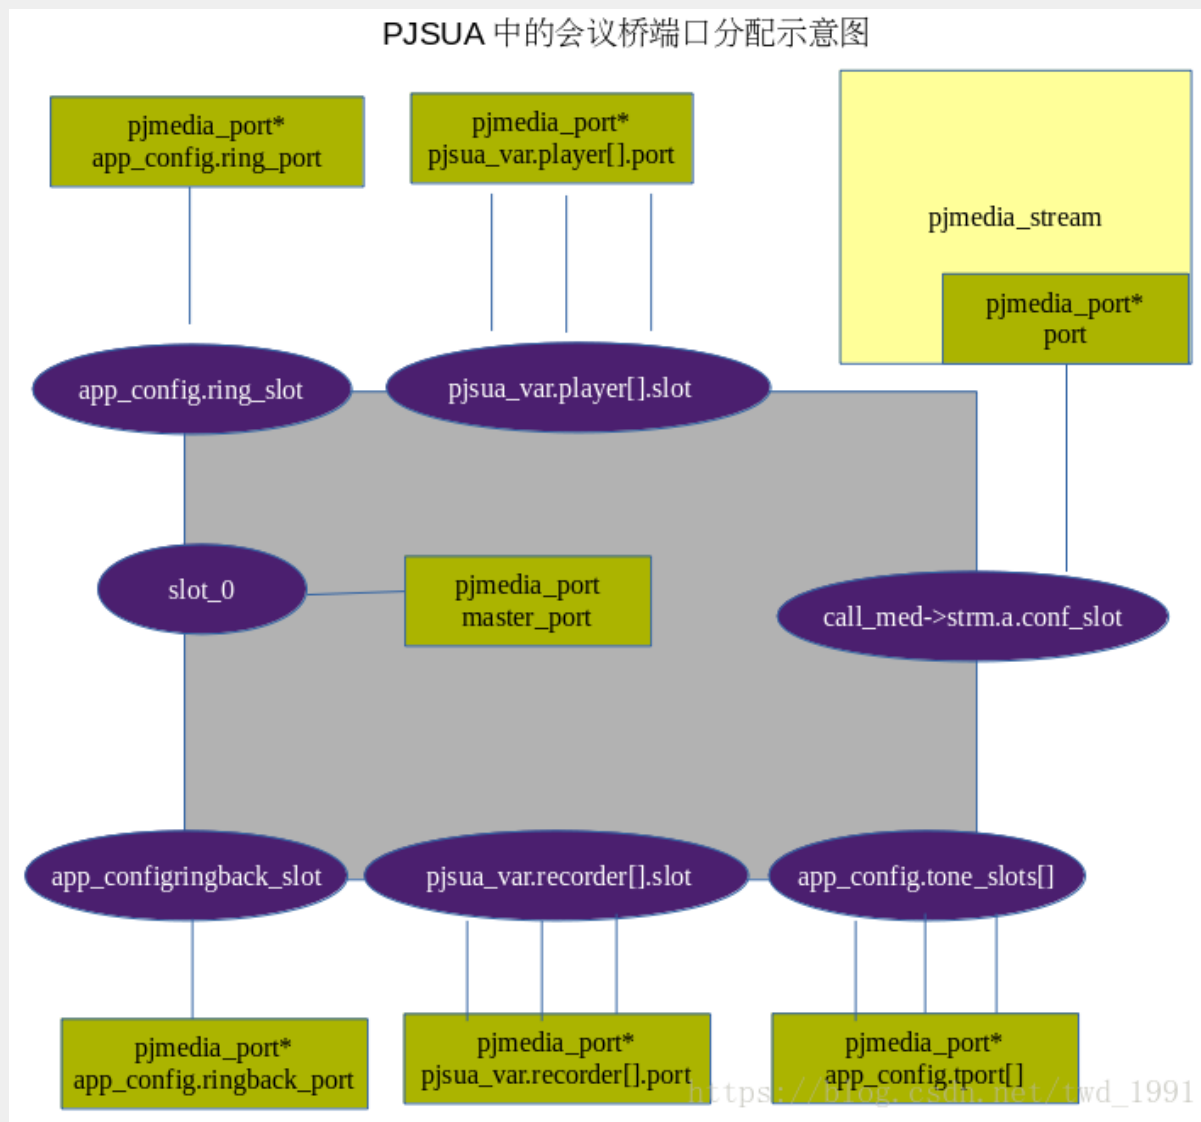 PJSUA 中的会议桥端口分配示意图
pjmedia_port*
app_config.ring_port
pjmedia_port*
pjsua_var.player[].port
pjmedia_stream
pjmedia_port*
port
app_config.ring_slot
pjsua_var.player[].slot
slot_0
pjmedia_port
master_port
call_med->strm.a.conf_slot
app_configringback_slot
pjsua_var.recorder[].slot
app_config.tone_slots[]
pjmedia_port*
app_config.ringback_port
pjmedia_port*
pjsua_var.recorder[].port
pjmedia_port*
app_config.tport[]
https://blog.csdn.net/twd_1991